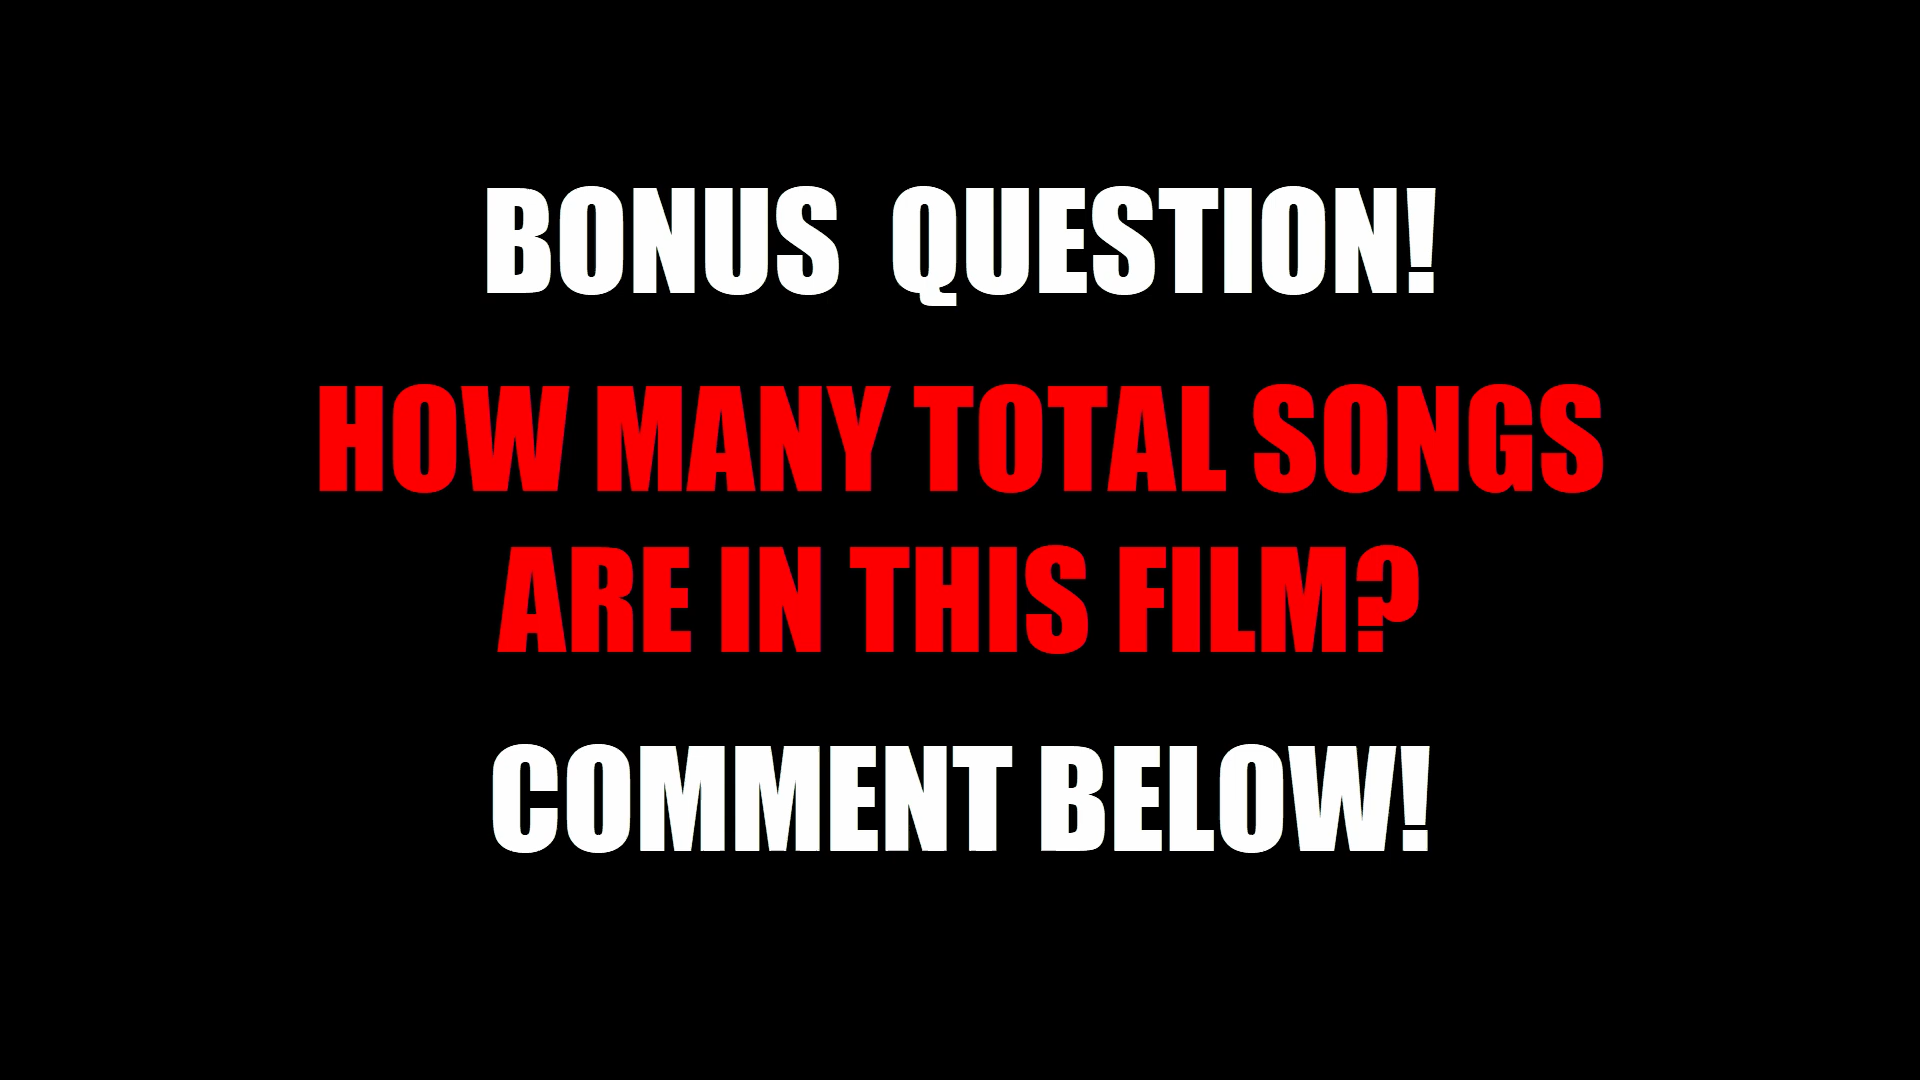 BONUS QUESTION!
HOW MANY TOTAL SONGS
ARE IN THIS FILM?
COMMENT BELOW!